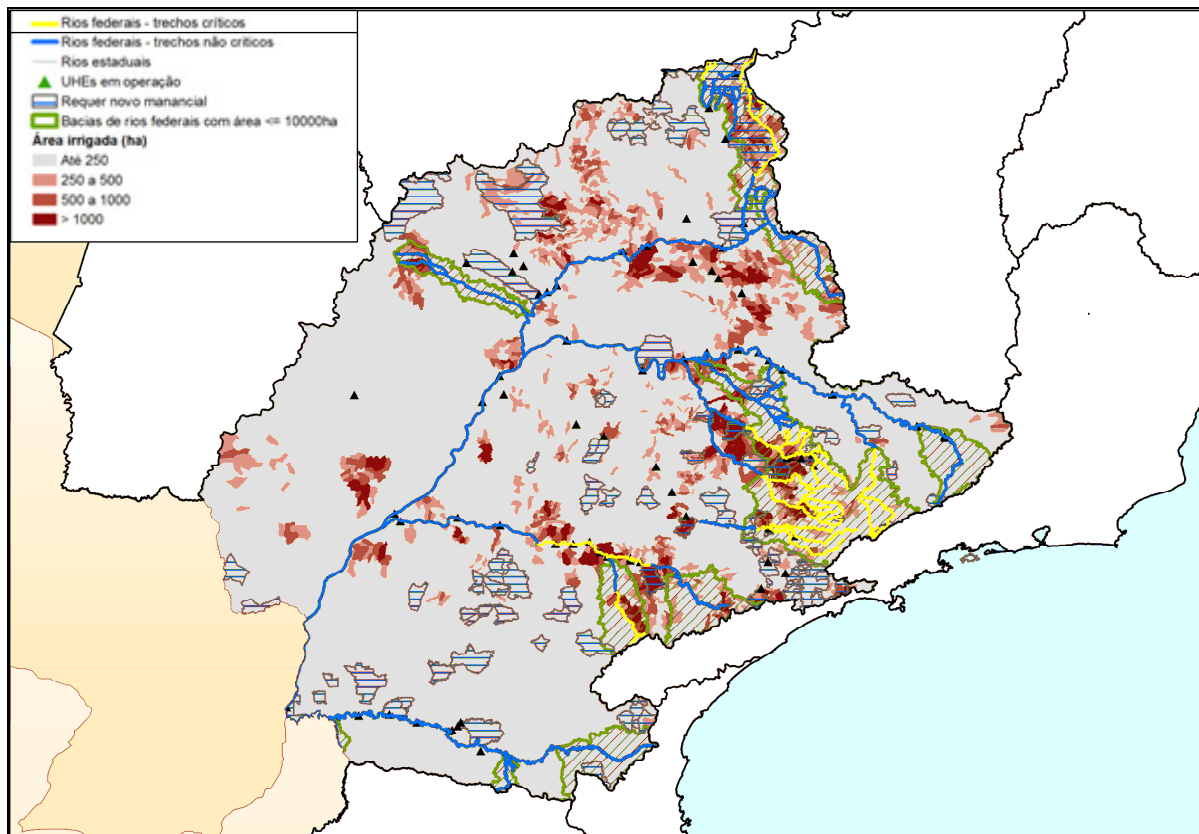 Rios federais - trechos críticos
Rios federais - trechos não críticos
Rios estaduais
UHEs em operação
Requer novo manancial
Bacias de rios federais com área <= 10000ha
Área irrigada (ha)
Até 250
250 a 500
500 a 1000
> 1000